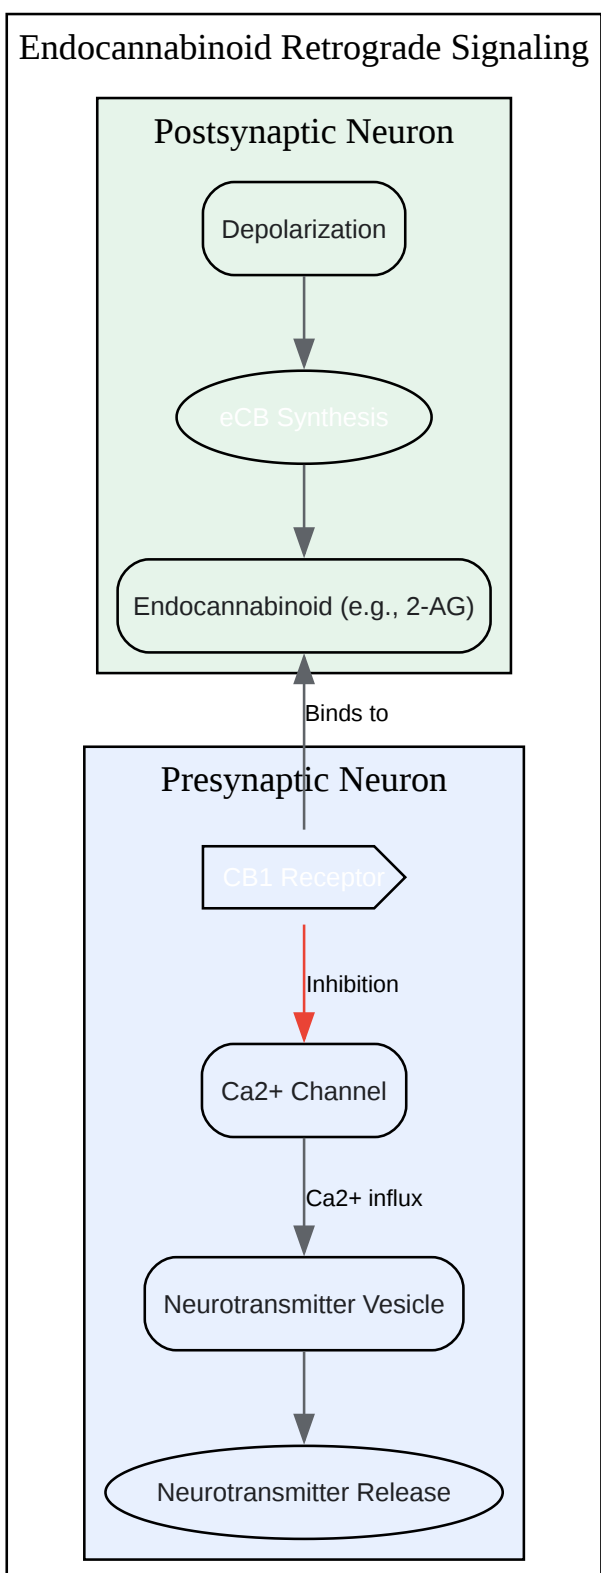 Endocannabinoid Retrograde Signaling
Postsynaptic Neuron
Depolarization
eCB Synthesis
Endocannabinoid (e.g., 2-AG)
Binds to
Presynaptic Neuron
CB1 Receptor
Inhibition
Ca2+ Channel
Ca2+ influx
Neurotransmitter Vesicle
Neurotransmitter Release